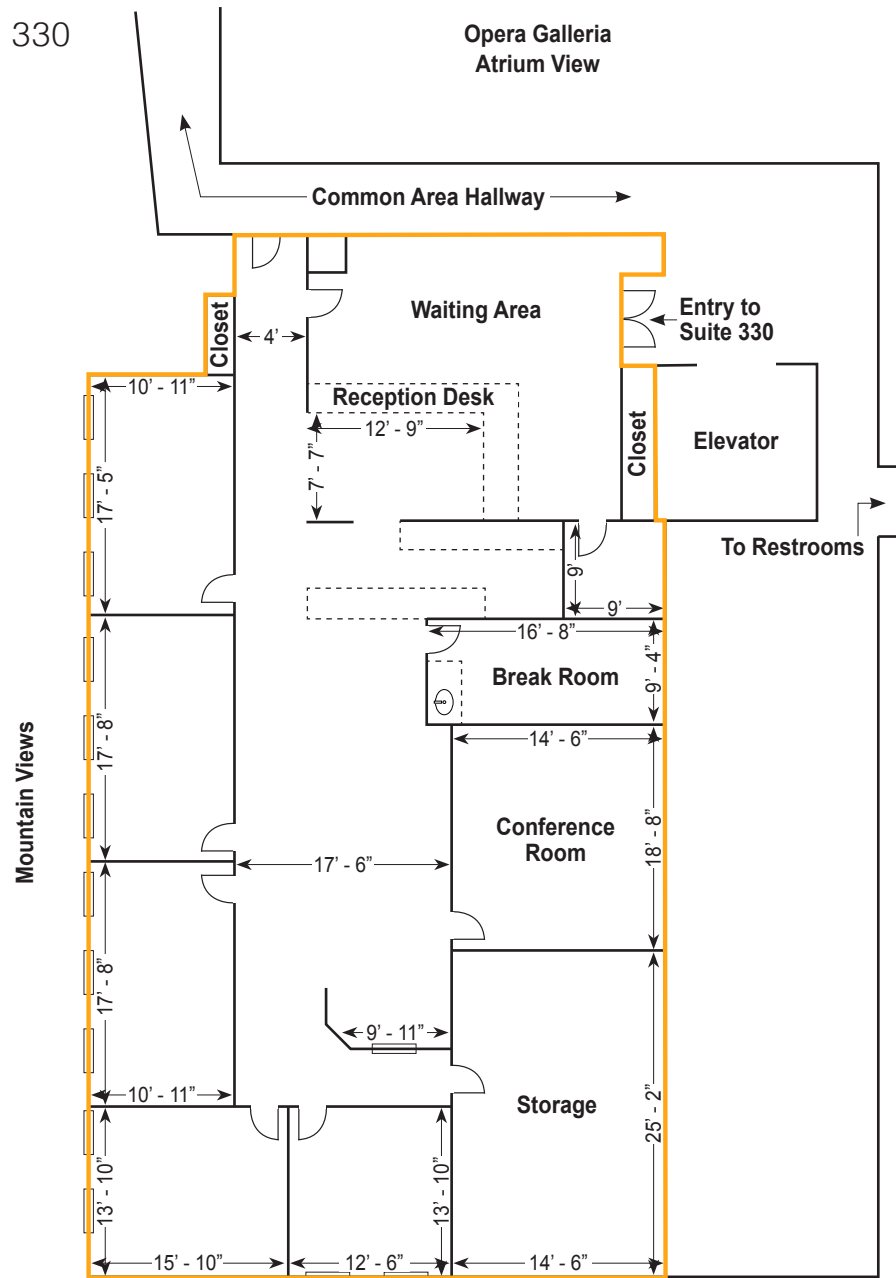 330
Opera Galleria
Atrium View
Common Area Hallway
Closet
4’
Waiting Area
Entry to
Suite 330
10’ - 11”
Reception Desk
12’ - 9”
7’ - 7”
Closet
Elevator
17’ - 5”
To Restrooms
9’
9’
16’ - 8”
Break Room
9’ - 4”
17’ - 8”
14’ - 6”
Mountain Views
Conference
Room
18’ - 8”
17’ - 6”
17’ - 8”
9’ - 11”
10’ - 11”
Storage
25’ - 2”
13’ - 10”
13’ - 10”
15’ - 10”
12’ - 6”
14’ - 6”